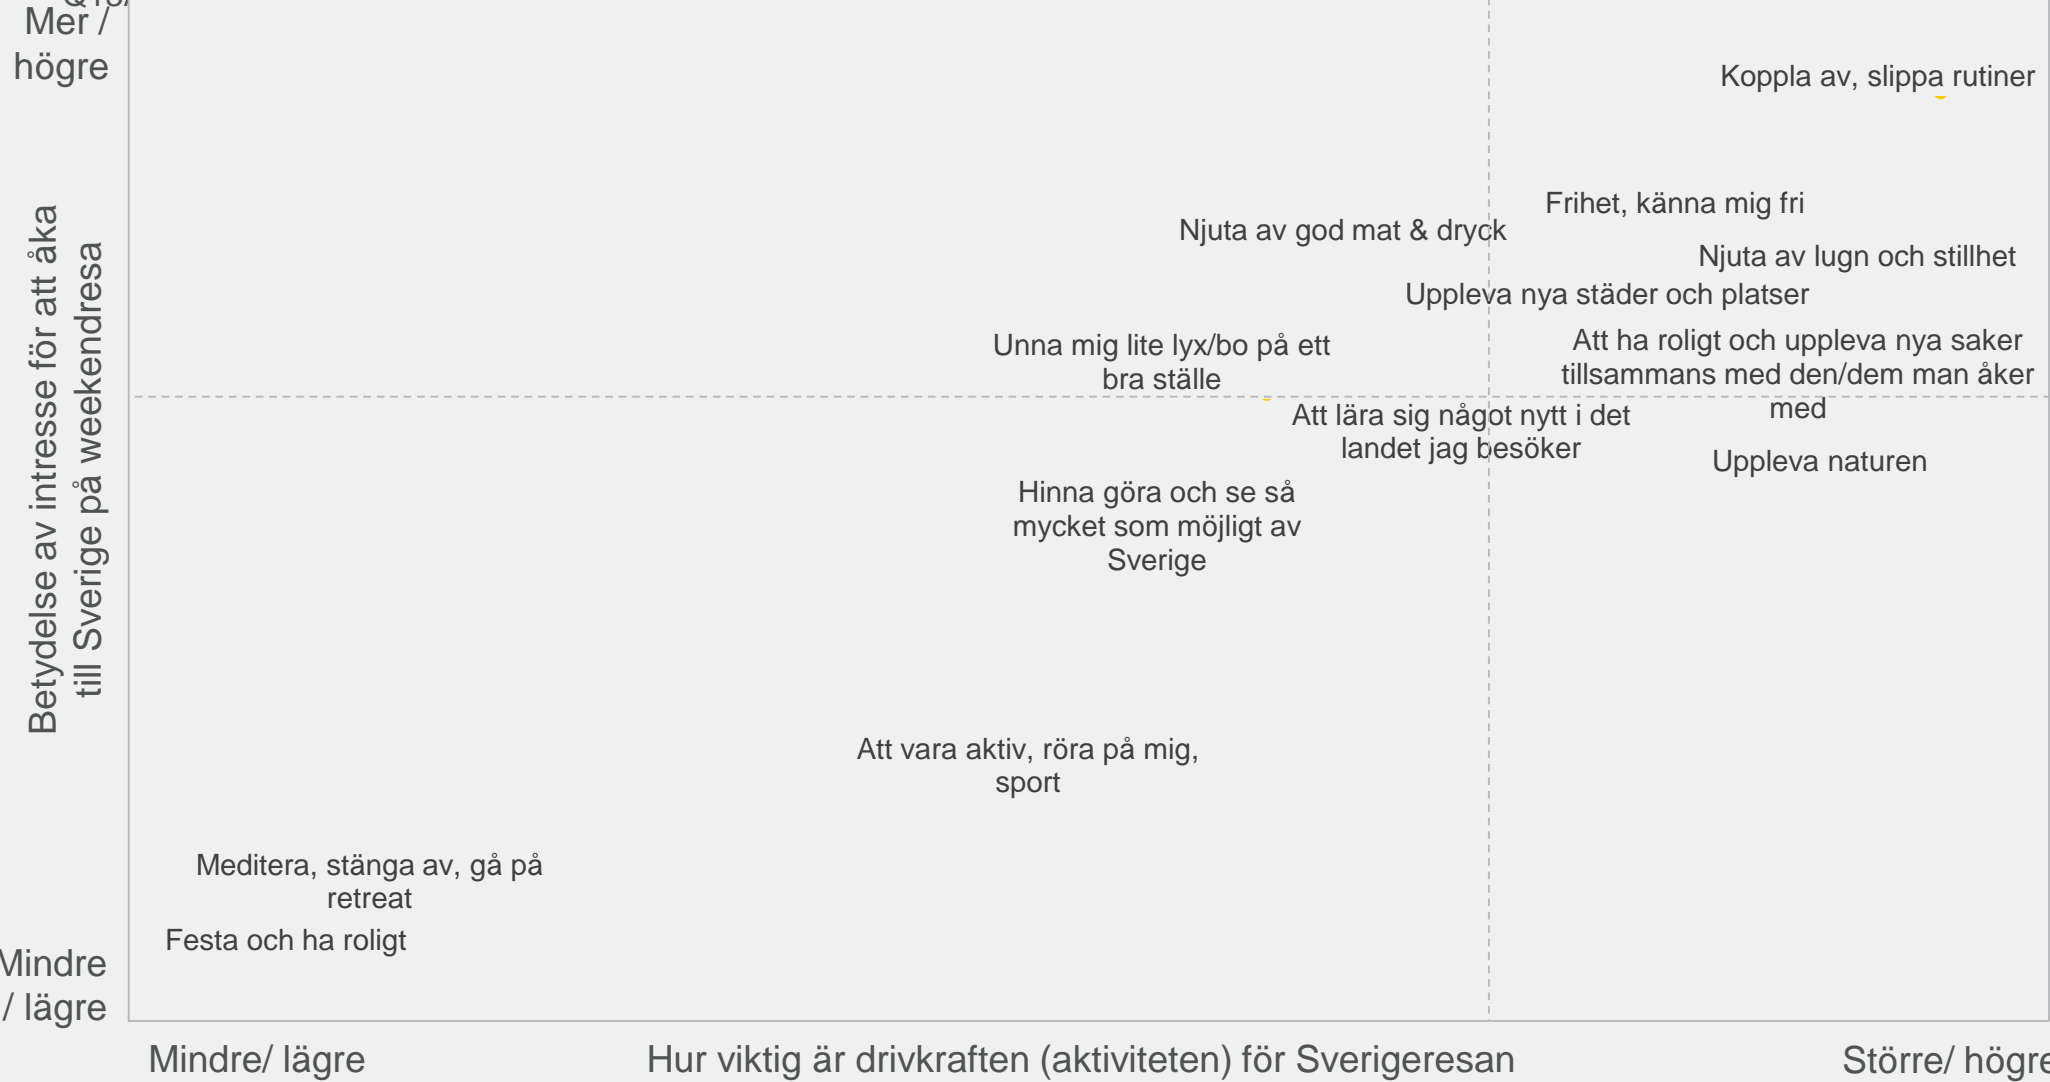 Mer /
högre
Koppla av, slippa rutiner
Frihet, känna mig fri
Njuta av god mat & dryck
Njuta av lugn och stillhet
Uppleva nya städer och platser
Unna mig lite lyx/bo på ett
bra ställe
Att ha roligt och uppleva nya saker
tillsammans med den/dem man åker
med
Att lära sig något nytt i det
landet jag besöker
Uppleva naturen
Hinna göra och se så
mycket som möjligt av
Sverige
Betydelse av intresse för att åka
till Sverige på weekendresa
Att vara aktiv, röra på mig,
sport
Meditera, stänga av, gå på
retreat
Festa och ha roligt
Mindre
/ lägre
Mindre/ lägre
Hur viktig är drivkraften (aktiviteten) för Sverigeresan
Större/ högre